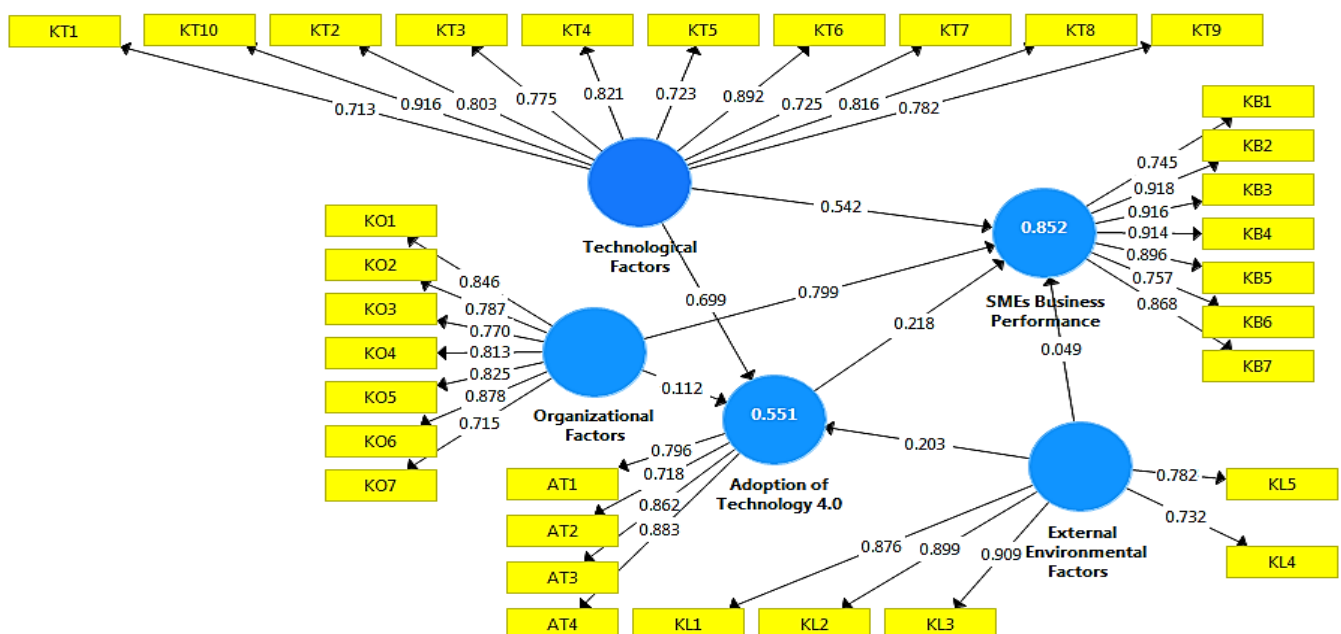 KT1
KT10
KT2
KT3
KT4
KT5
KT6
KT7
KT8
KT9
0.713
0.916
0.803
0.775
0.821
0.723
0.892
0.725
0.816
0.782
Technological
Factors
KB1
KB2
KB3
KB4
KB5
KB6
KB7
0.745
0.918
0.916
0.914
0.896
0.757
0.868
0.852
SMEs Business
Performance
0.542
0.799
0.699
0.218
0.049
0.112
0.203
KO1
KO2
KO3
KO4
KO5
KO6
KO7
0.846
0.787
0.770
0.813
0.825
0.878
0.715
Organizational
Factors
0.551
Adoption of
Technology 4.0
0.796
0.718
0.862
0.883
AT1
AT2
AT3
AT4
External
Environmental
Factors
0.782
0.732
0.876
0.899
0.909
KL5
KL4
KL1
KL2
KL3